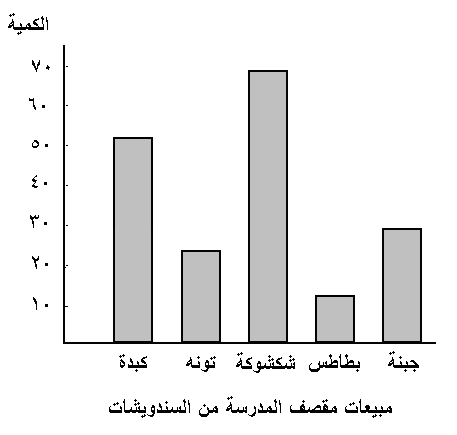 الكمية
٧٠
٦٠
٥٠
٤٠
٣٠
٢٠
١٠
كبدة تونه شكشوكة بطاطس جبنة
مبيعات مقصف المدرسة من السندويشات